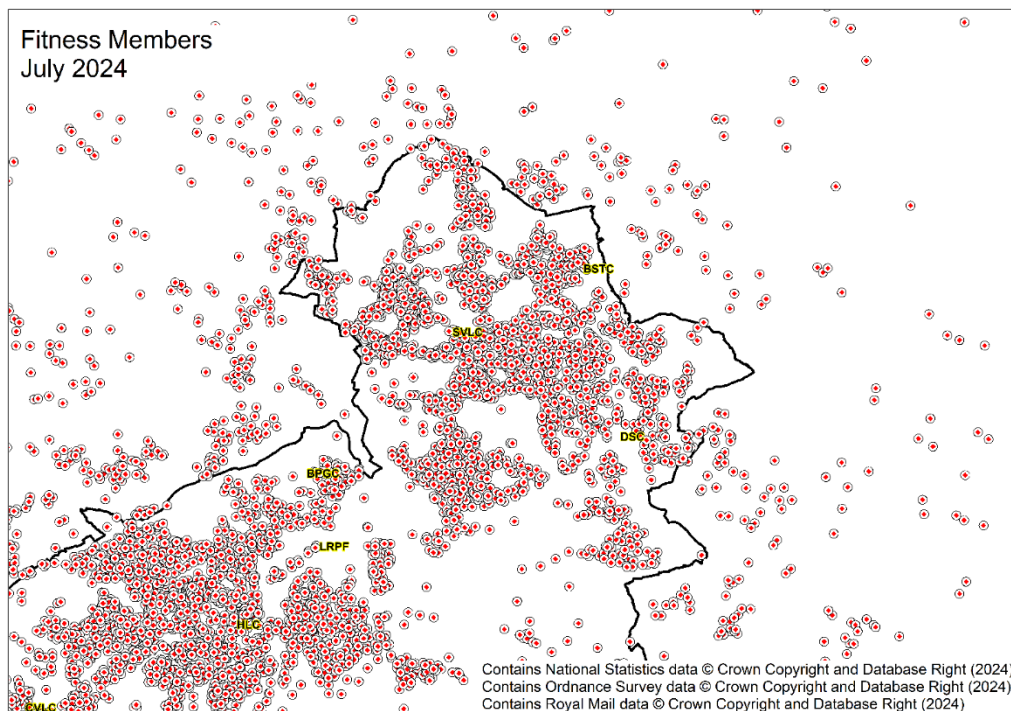 Fitness Members
July 2024
BSTC
SVLC
DSC
BPGC
LRPF
HLC
CVLC
Contains National Statistics data © Crown Copyright and Database Right (2024)
Contains Ordnance Survey data © Crown Copyright and Database Right (2024)
Contains Royal Mail data © Crown Copyright and Database Right (2024)